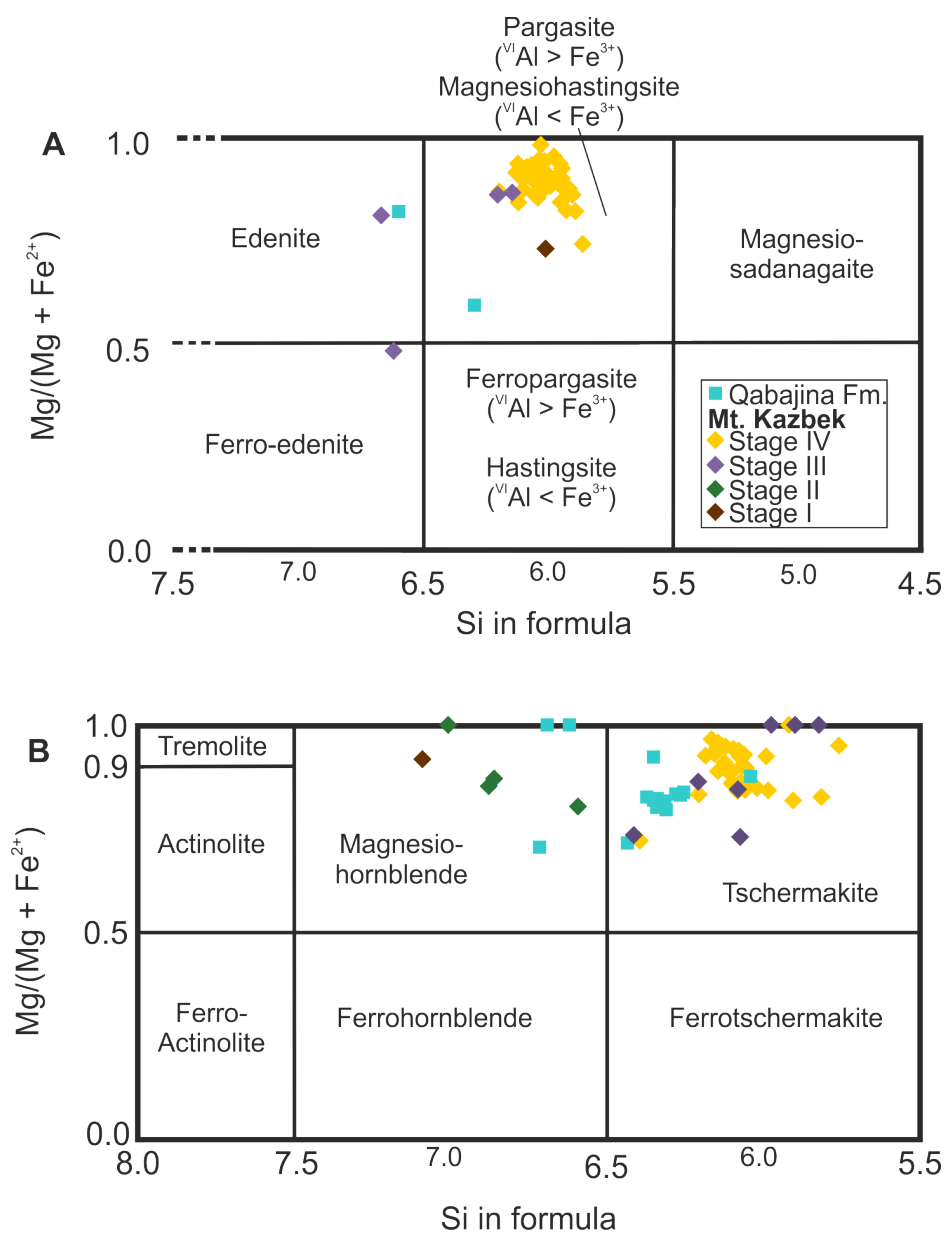 Pargasite
(ⱽᴵAl > Fe³⁺)
Magnesiohastingsite
(ⱽᴵAl < Fe³⁺)
A
1.0
Edenite
Magnesio-
sadanagaite
Mg/(Mg + Fe²⁺)
0.5
Ferropargasite
(ⱽᴵAl > Fe³⁺)
Ferro-edenite
Hastingsite
(ⱽᴵAl < Fe³⁺)
Qabajina Fm.
Mt. Kazbek
Stage IV
Stage III
Stage II
Stage I
0.0
7.5 7.0 6.5 6.0 5.5 5.0 4.5
Si in formula
B
1.0
Tremolite
0.9
Actinolite
Magnesio-
hornblende
Tschermakite
Mg/(Mg + Fe²⁺)
0.5
Ferro-
Actinolite
Ferrohornblende
Ferrotschermakite
0.0
8.0 7.5 7.0 6.5 6.0 5.5
Si in formula